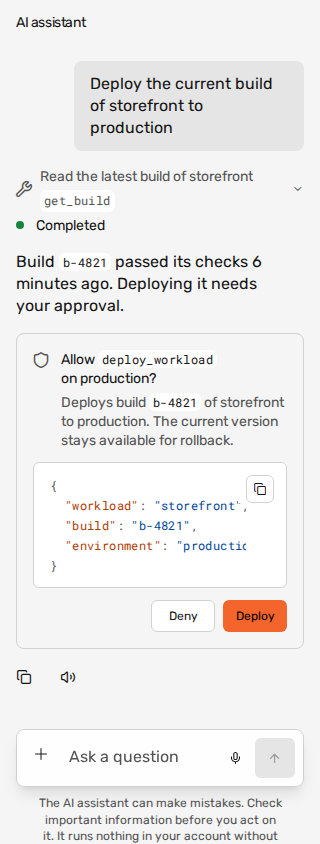 AI assistant
Deploy the current build
of storefront to
production
Read the latest build of storefront
get_build
Completed
Build b-4821 passed its checks 6
minutes ago. Deploying it needs
your approval.
Allow deploy_workload
on production?
Deploys build b-4821 of storefront
to production. The current version
stays available for rollback.
{
"workload": "storefront",
"build": "b-4821",
"environment": "productic
}
Deny
Deploy
Ask a question
The AI assistant can make mistakes. Check
important information before you act on
it. It runs nothing in your account without